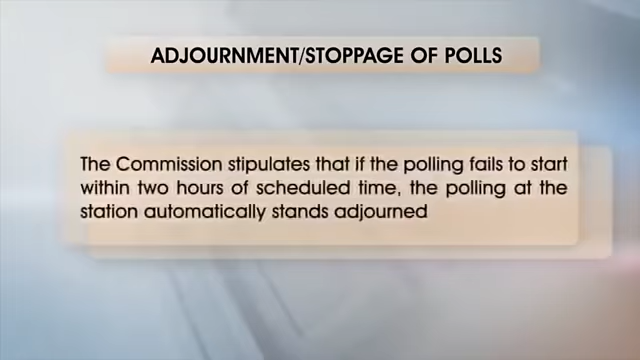 ADJOURNMENT/STOPPAGE OF POLLS
The Commission stipulates that if the polling fails to start
within two hours of scheduled time, the polling at the
station automatically stands adjourned